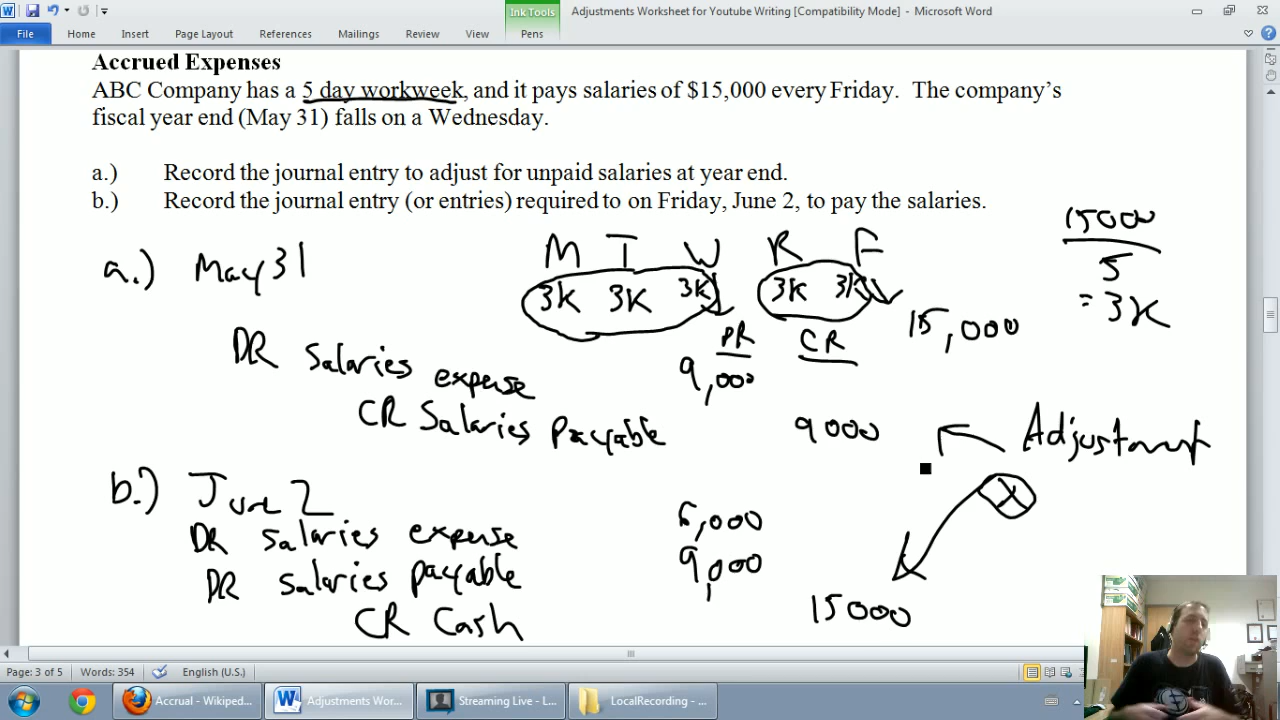 Ink Tools
Adjustments Worksheet for Youtube Writing [Compatibility Mode] - Microsoft Word
File Home Insert Page Layout References Mailings Review View Pens
Accrued Expenses
ABC Company has a 5 day workweek, and it pays salaries of $15,000 every Friday. The company's
fiscal year end (May 31) falls on a Wednesday.
a.) Record the journal entry to adjust for unpaid salaries at year end.
b.) Record the journal entry (or entries) required to on Friday, June 2, to pay the salaries.
15000
5
= 3K
a.) May 31 M T W R F
3K 3K 3K 3K 3K
15,000
DR CR
DR Salaries expense 9,000
CR Salaries Payable 9000
Adjustment
b.) June 2
X
DR Salaries expense 6,000
DR Salaries payable 9,000
CR Cash 15000
Page: 3 of 5 Words: 354 English (U.S.)
Accrual - Wikiped... Adjustments Wor... Streaming Live - L... LocalRecording - ...